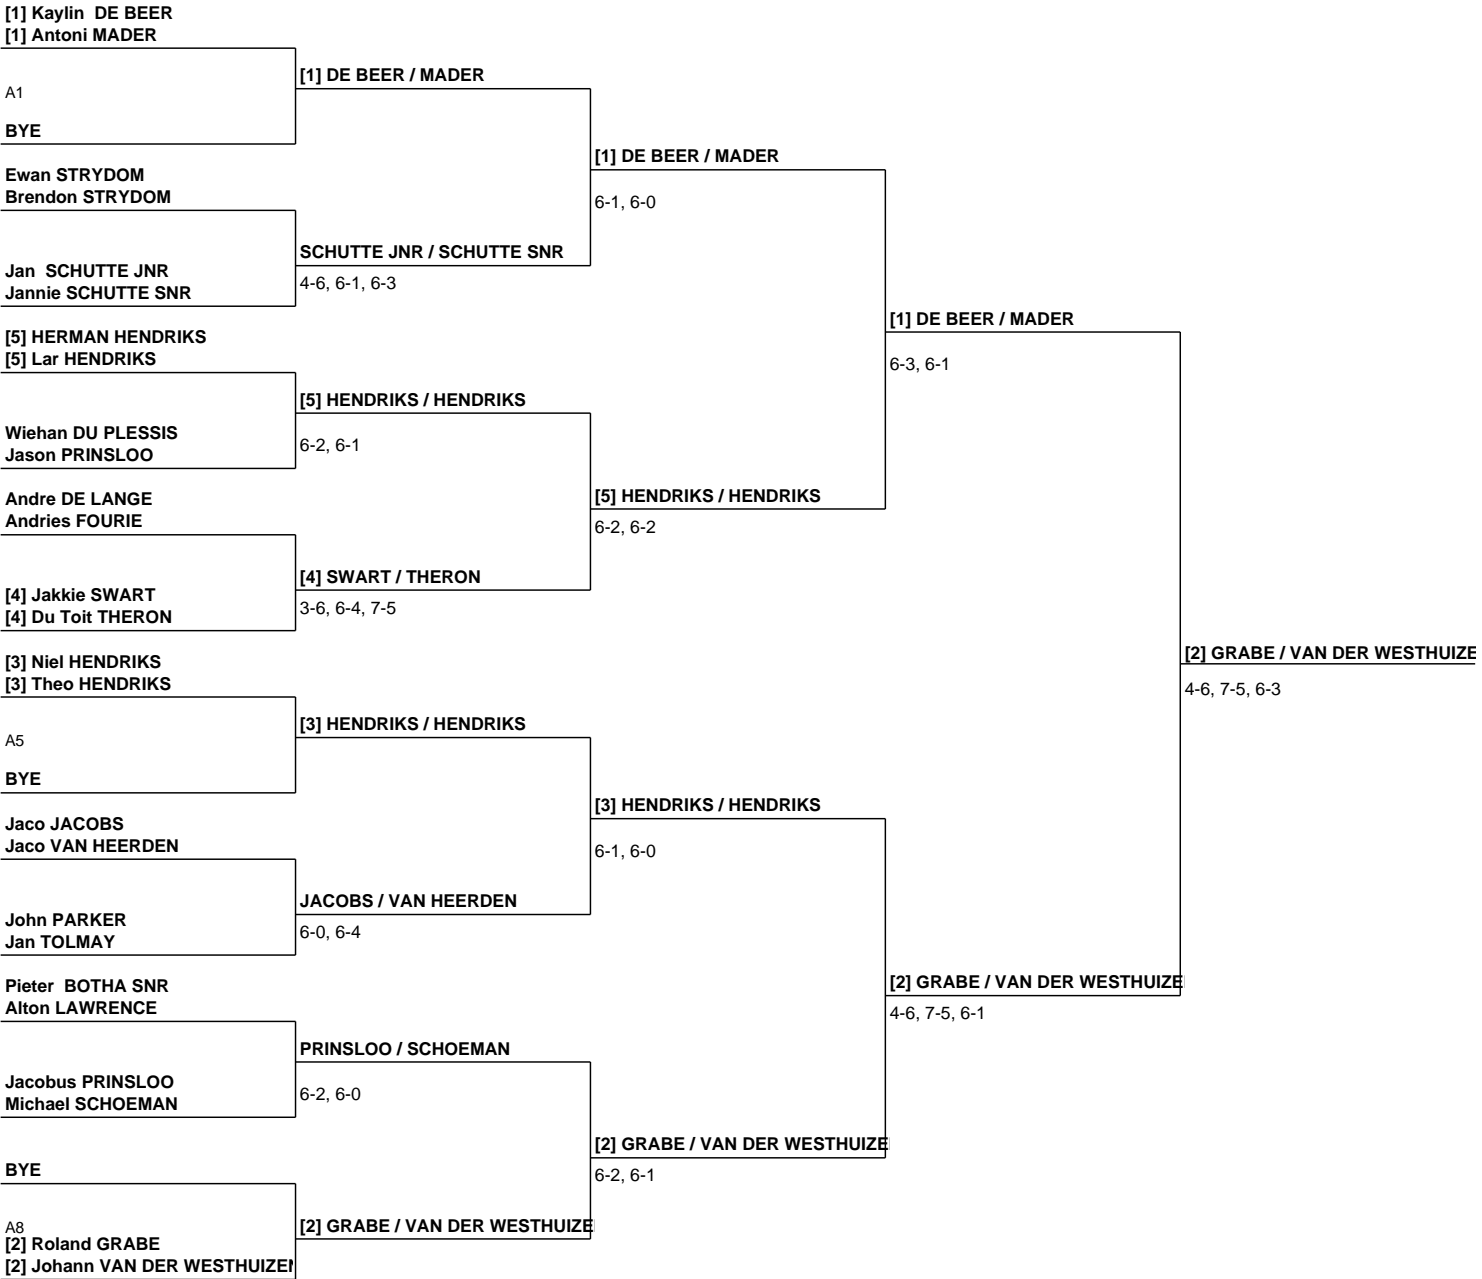 [1] Kaylin  DE BEER
[1] Antoni MADER
[1] DE BEER / MADER
A1
BYE
[1] DE BEER / MADER
Ewan STRYDOM
Brendon STRYDOM
6-1, 6-0
SCHUTTE JNR / SCHUTTE SNR
Jan  SCHUTTE JNR
4-6, 6-1, 6-3
Jannie SCHUTTE SNR
[1] DE BEER / MADER
[5] HERMAN HENDRIKS
[5] Lar HENDRIKS
6-3, 6-1
[5] HENDRIKS / HENDRIKS
Wiehan DU PLESSIS
6-2, 6-1
Jason PRINSLOO
[5] HENDRIKS / HENDRIKS
Andre DE LANGE
Andries FOURIE
6-2, 6-2
[4] SWART / THERON
[4] Jakkie SWART
3-6, 6-4, 7-5
[4] Du Toit THERON
[2] GRABE / VAN DER WESTHUIZE
[3] Niel HENDRIKS
[3] Theo HENDRIKS
4-6, 7-5, 6-3
[3] HENDRIKS / HENDRIKS
A5
BYE
[3] HENDRIKS / HENDRIKS
Jaco JACOBS
Jaco VAN HEERDEN
6-1, 6-0
JACOBS / VAN HEERDEN
John PARKER
6-0, 6-4
Jan TOLMAY
[2] GRABE / VAN DER WESTHUIZE
Pieter  BOTHA SNR
Alton LAWRENCE
4-6, 7-5, 6-1
PRINSLOO / SCHOEMAN
Jacobus PRINSLOO
6-2, 6-0
Michael SCHOEMAN
[2] GRABE / VAN DER WESTHUIZE
BYE
6-2, 6-1
A8
[2] GRABE / VAN DER WESTHUIZE
[2] Roland GRABE
[2] Johann VAN DER WESTHUIZEN